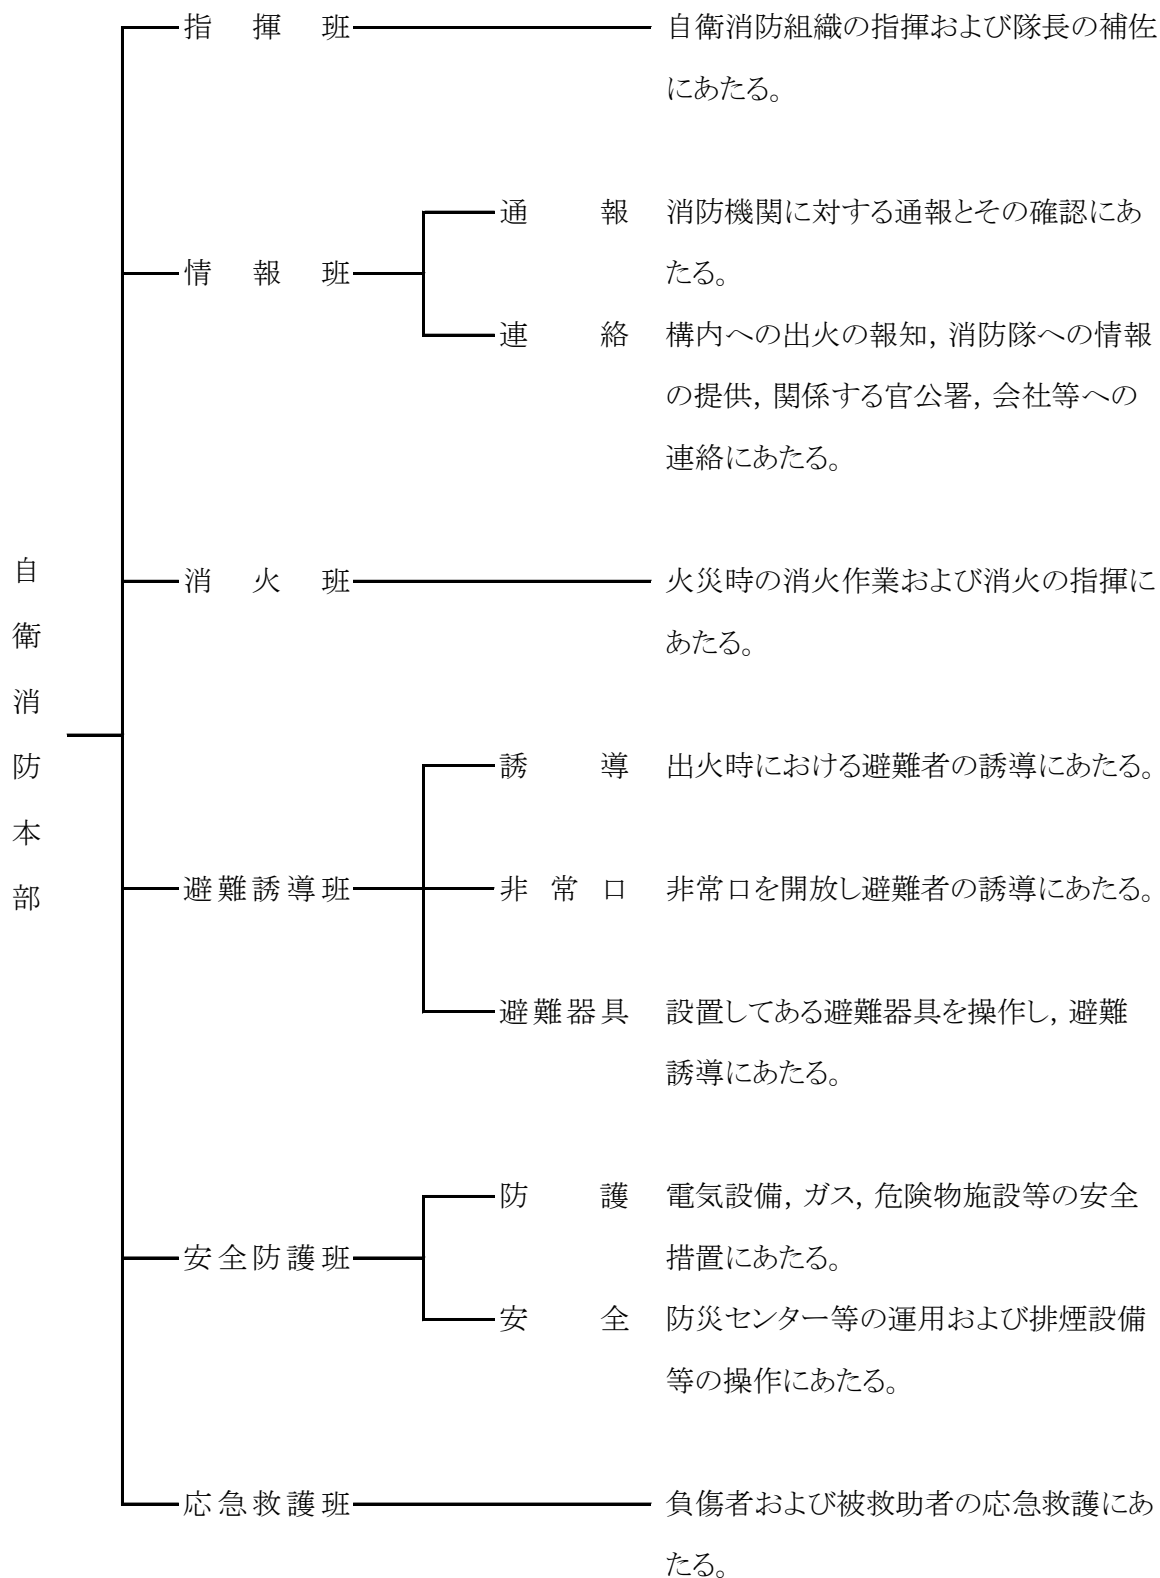 指揮班 自衛消防組織の指揮および隊長の補佐
にあたる。
通報 消防機関に対する通報とその確認にあ
情報班 たる。
連絡 構内への出火の報知, 消防隊への情報
の提供, 関係する官公署, 会社等への
連絡にあたる。
自衛消防本部
消火班 火災時の消火作業および消火の指揮に
あたる。
誘導 出火時における避難者の誘導にあたる。
避難誘導班 非常口 非常口を開放し避難者の誘導にあたる。
避難器具 設置してある避難器具を操作し, 避難
誘導にあたる。
防護 電気設備, ガス, 危険物施設等の安全
安全防護班 措置にあたる。
安全 防災センター等の運用および排煙設備
等の操作にあたる。
応急救護班 負傷者および被救助者の応急救護にあ
たる。